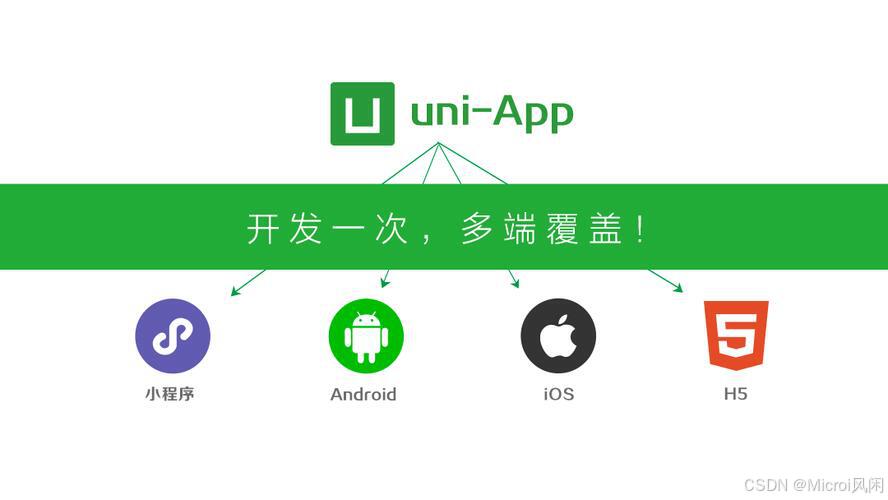 uni-App
开发一次，多端覆盖！
小程序
Android
iOS
H5
CSDN @Microi风闲